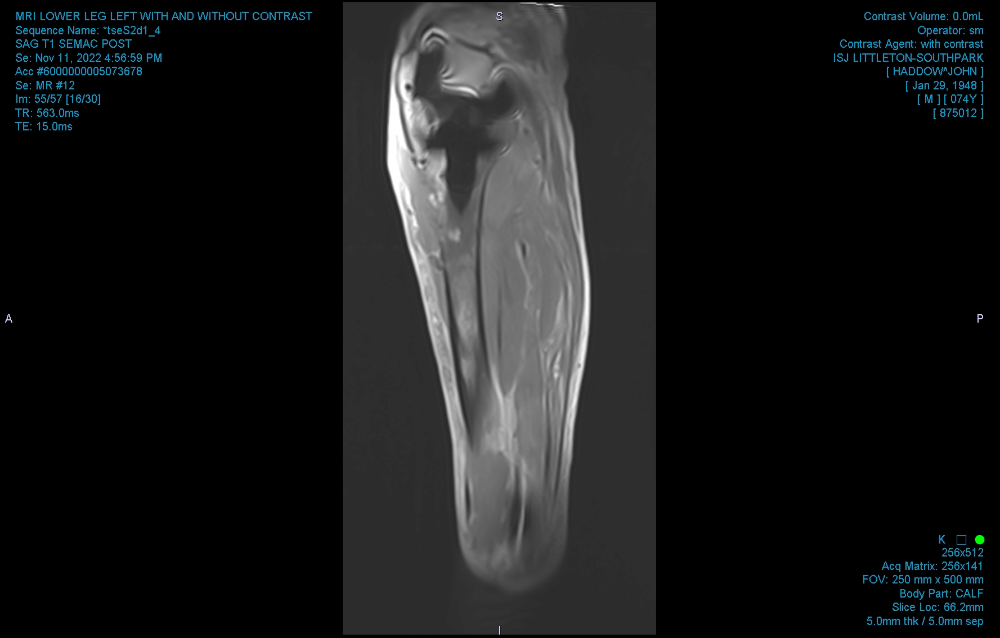 MRI LOWER LEG LEFT WITH AND WITHOUT CONTRAST
Sequence Name: *tseS2d1_4
SAG T1 SEMAC POST
Se: Nov 11, 2022 4:56:59 PM
Acc #6000000005073678
Se: MR #12
Im: 55/57 [16/30]
TR: 563.0ms
TE: 15.0ms
S
Contrast Volume: 0.0mL
Operator: sm
Contrast Agent: with contrast
ISJ LITTLETON-SOUTHPARK
[ HADDOW^JOHN ]
[ Jan 29, 1948 ]
[ M ] [ 074Y ]
[ 875012 ]
A
P
K
256x512
Acq Matrix: 256x141
FOV: 250 mm x 500 mm
Body Part: CALF
Slice Loc: 66.2mm
5.0mm thk / 5.0mm sep
I